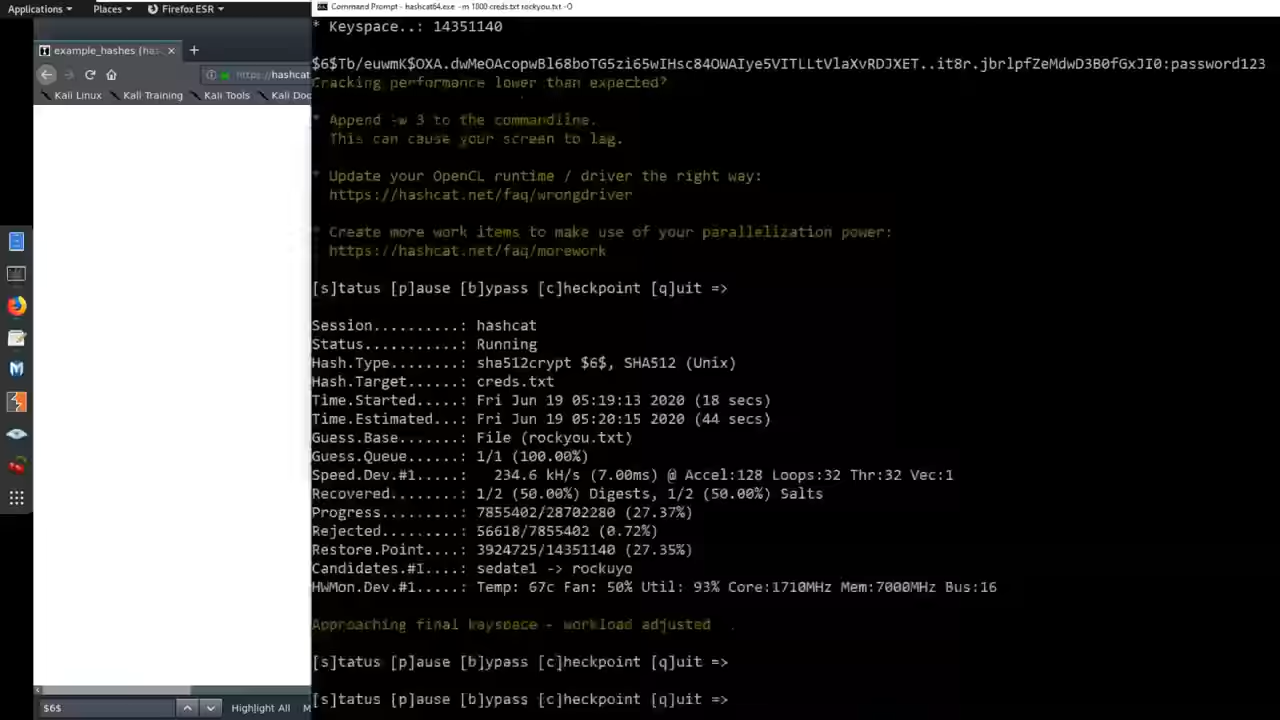 Applications Places Firefox ESR
Command Prompt - hashcat64.exe -m 1800 creds.txt rockyou.txt -O
example_hashes [has
https://hashcat
Kali Linux Kali Training Kali Tools Kali Doc
* Keyspace..: 14351140
$6$Tb/euwmK$OXA.dwMeOAcopwBl68boTG5zi65wIHsc84OWAIye5VITLLtVlaXvRDJXET..it8r.jbrlpfZeMdwD3B0fGxJI0:password123
Cracking performance lower than expected?
* Append -w 3 to the commandline.
This can cause your screen to lag.
* Update your OpenCL runtime / driver the right way:
https://hashcat.net/faq/wrongdriver
* Create more work items to make use of your parallelization power:
https://hashcat.net/faq/morework
[s]tatus [p]ause [b]ypass [c]heckpoint [q]uit =>
Session..........: hashcat
Status...........: Running
Hash.Type........: sha512crypt $6$, SHA512 (Unix)
Hash.Target......: creds.txt
Time.Started.....: Fri Jun 19 05:19:13 2020 (18 secs)
Time.Estimated...: Fri Jun 19 05:20:15 2020 (44 secs)
Guess.Base.......: File (rockyou.txt)
Guess.Queue......: 1/1 (100.00%)
Speed.Dev.#1.....: 234.6 kH/s (7.00ms) @ Accel:128 Loops:32 Thr:32 Vec:1
Recovered........: 1/2 (50.00%) Digests, 1/2 (50.00%) Salts
Progress.........: 7855402/28702280 (27.37%)
Rejected.........: 56618/7855402 (0.72%)
Restore.Point....: 3924725/14351140 (27.35%)
Candidates.#1....: sedate1 -> rockuyo
HWMon.Dev.#1.....: Temp: 67c Fan: 50% Util: 93% Core:1710MHz Mem:7000MHz Bus:16
Approaching final keyspace - workload adjusted
[s]tatus [p]ause [b]ypass [c]heckpoint [q]uit =>
[s]tatus [p]ause [b]ypass [c]heckpoint [q]uit =>
$6$ Highlight All M